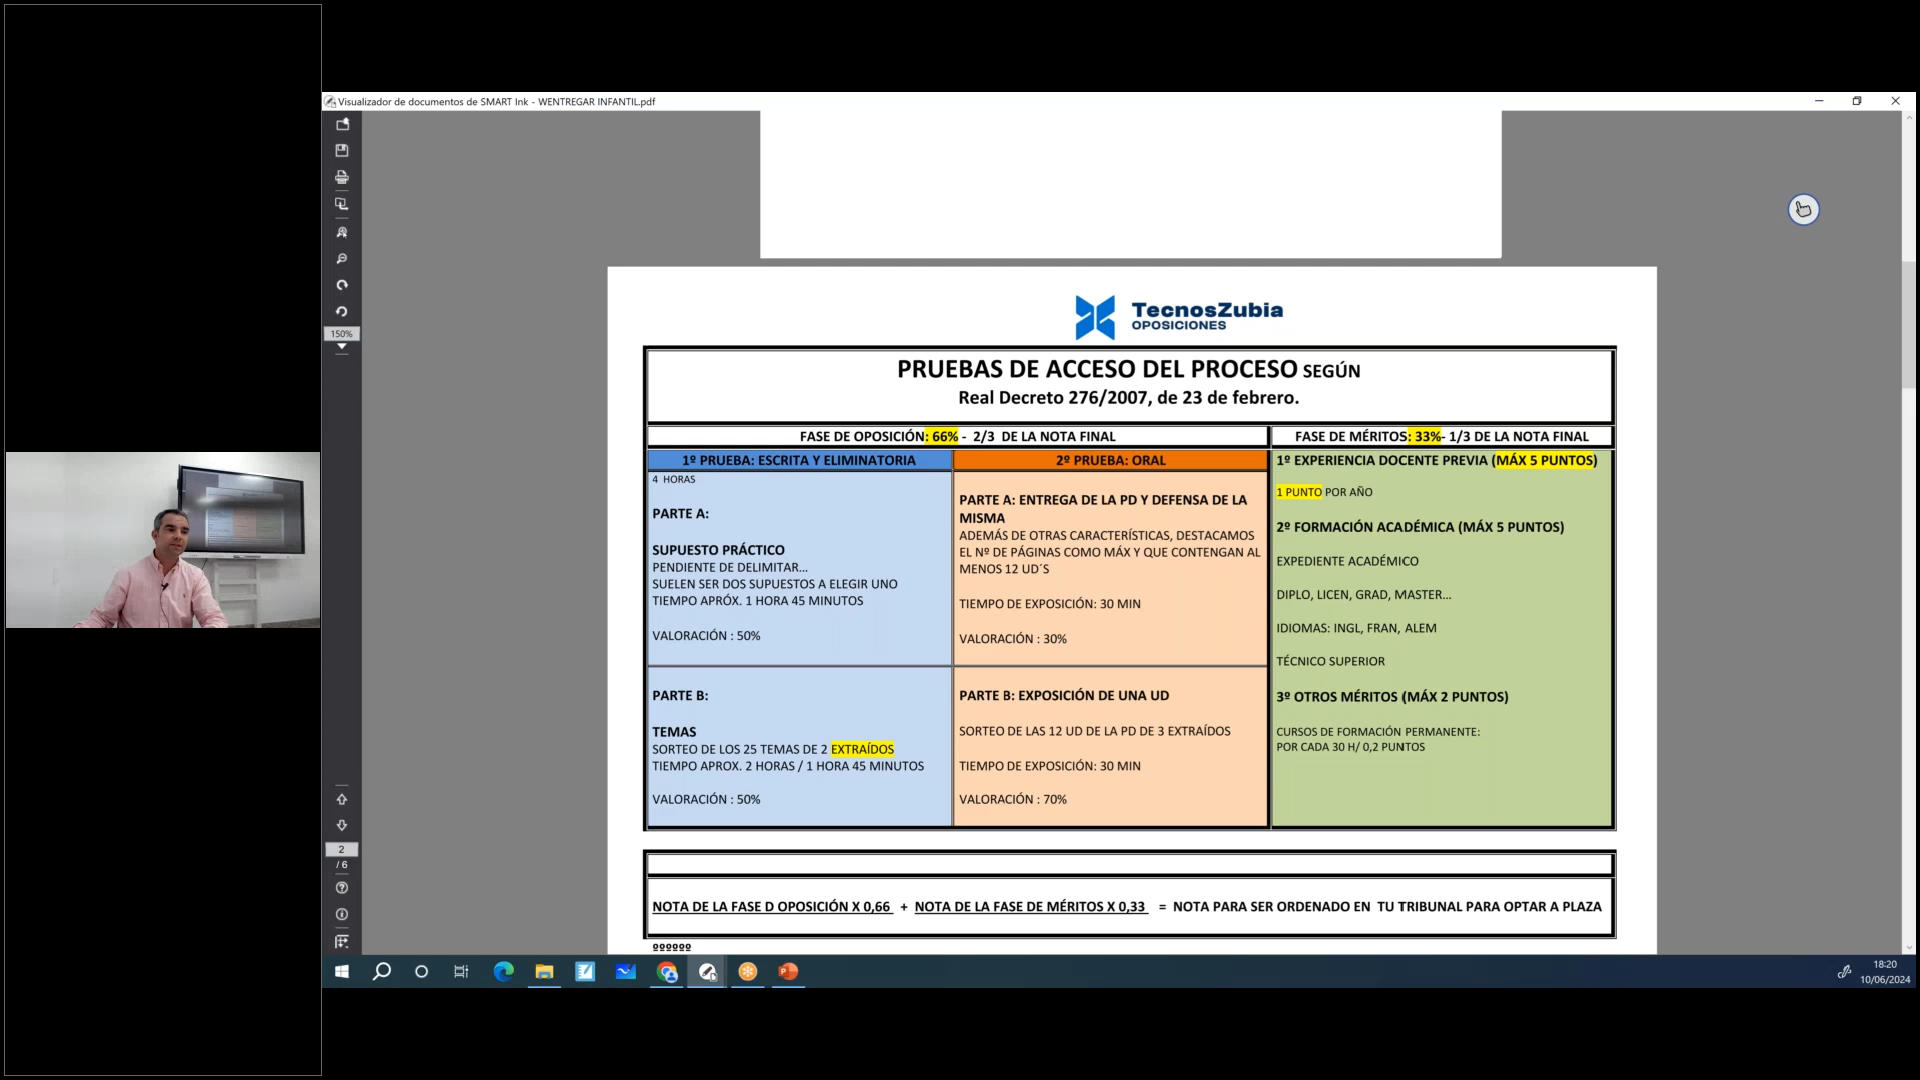 Visualizador de documentos de SMART Ink - WENTREGAR INFANTIL.pdf
150%
2
/ 6
TecnosZubia
OPOSICIONES
PRUEBAS DE ACCESO DEL PROCESO SEGÚN
Real Decreto 276/2007, de 23 de febrero.
FASE DE OPOSICIÓN: 66% - 2/3 DE LA NOTA FINAL
FASE DE MÉRITOS: 33%- 1/3 DE LA NOTA FINAL
1º PRUEBA: ESCRITA Y ELIMINATORIA
4 HORAS
PARTE A:
SUPUESTO PRÁCTICO
PENDIENTE DE DELIMITAR...
SUELEN SER DOS SUPUESTOS A ELEGIR UNO
TIEMPO APRÓX. 1 HORA 45 MINUTOS
VALORACIÓN : 50%
PARTE B:
TEMAS
SORTEO DE LOS 25 TEMAS DE 2 EXTRAÍDOS
TIEMPO APROX. 2 HORAS / 1 HORA 45 MINUTOS
VALORACIÓN : 50%
2º PRUEBA: ORAL
PARTE A: ENTREGA DE LA PD Y DEFENSA DE LA
MISMA
ADEMÁS DE OTRAS CARACTERÍSTICAS, DESTACAMOS
EL Nº DE PÁGINAS COMO MÁX Y QUE CONTENGAN AL
MENOS 12 UD´S
TIEMPO DE EXPOSICIÓN: 30 MIN
VALORACIÓN : 30%
PARTE B: EXPOSICIÓN DE UNA UD
SORTEO DE LAS 12 UD DE LA PD DE 3 EXTRAÍDOS
TIEMPO DE EXPOSICIÓN: 30 MIN
VALORACIÓN : 70%
1º EXPERIENCIA DOCENTE PREVIA (MÁX 5 PUNTOS)
1 PUNTO POR AÑO
2º FORMACIÓN ACADÉMICA (MÁX 5 PUNTOS)
EXPEDIENTE ACADÉMICO
DIPLO, LICEN, GRAD, MASTER...
IDIOMAS: INGL, FRAN, ALEM
TÉCNICO SUPERIOR
3º OTROS MÉRITOS (MÁX 2 PUNTOS)
CURSOS DE FORMACIÓN PERMANENTE:
POR CADA 30 H/ 0,2 PUNTOS
NOTA DE LA FASE D OPOSICIÓN X 0,66 + NOTA DE LA FASE DE MÉRITOS X 0,33 = NOTA PARA SER ORDENADO EN TU TRIBUNAL PARA OPTAR A PLAZA
ºººººº
18:20
10/06/2024